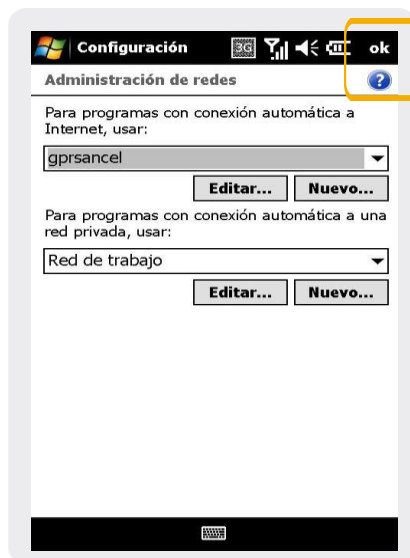 Configuración 3G ok
Administración de redes ?
Para programas con conexión automática a
Internet, usar:
gprsancel
Editar... Nuevo...
Para programas con conexión automática a una
red privada, usar:
Red de trabajo
Editar... Nuevo...